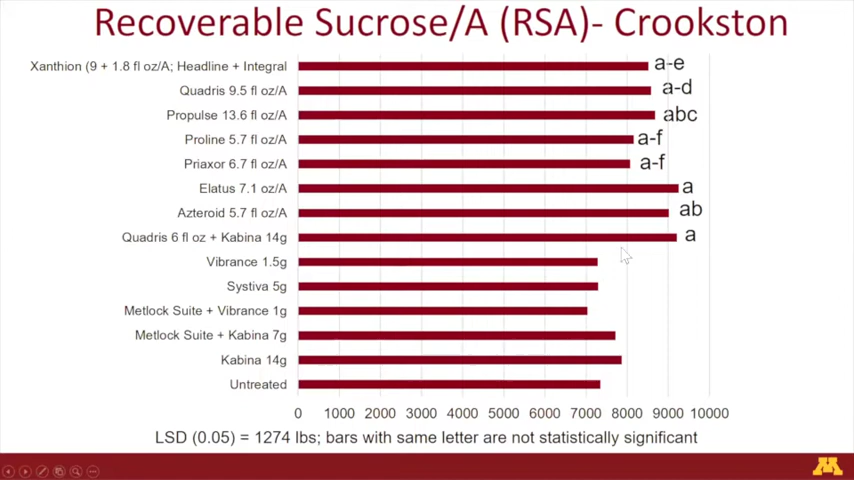 Recoverable Sucrose/A (RSA)- Crookston
Xanthion (9 + 1.8 fl oz/A; Headline + Integral a-e
Quadris 9.5 fl oz/A a-d
Propulse 13.6 fl oz/A abc
Proline 5.7 fl oz/A a-f
Priaxor 6.7 fl oz/A a-f
Elatus 7.1 oz/A a
Azteroid 5.7 fl oz/A ab
Quadris 6 fl oz + Kabina 14g a
Vibrance 1.5g
Systiva 5g
Metlock Suite + Vibrance 1g
Metlock Suite + Kabina 7g
Kabina 14g
Untreated
0 1000 2000 3000 4000 5000 6000 7000 8000 9000 10000
LSD (0.05) = 1274 lbs; bars with same letter are not statistically significant
M